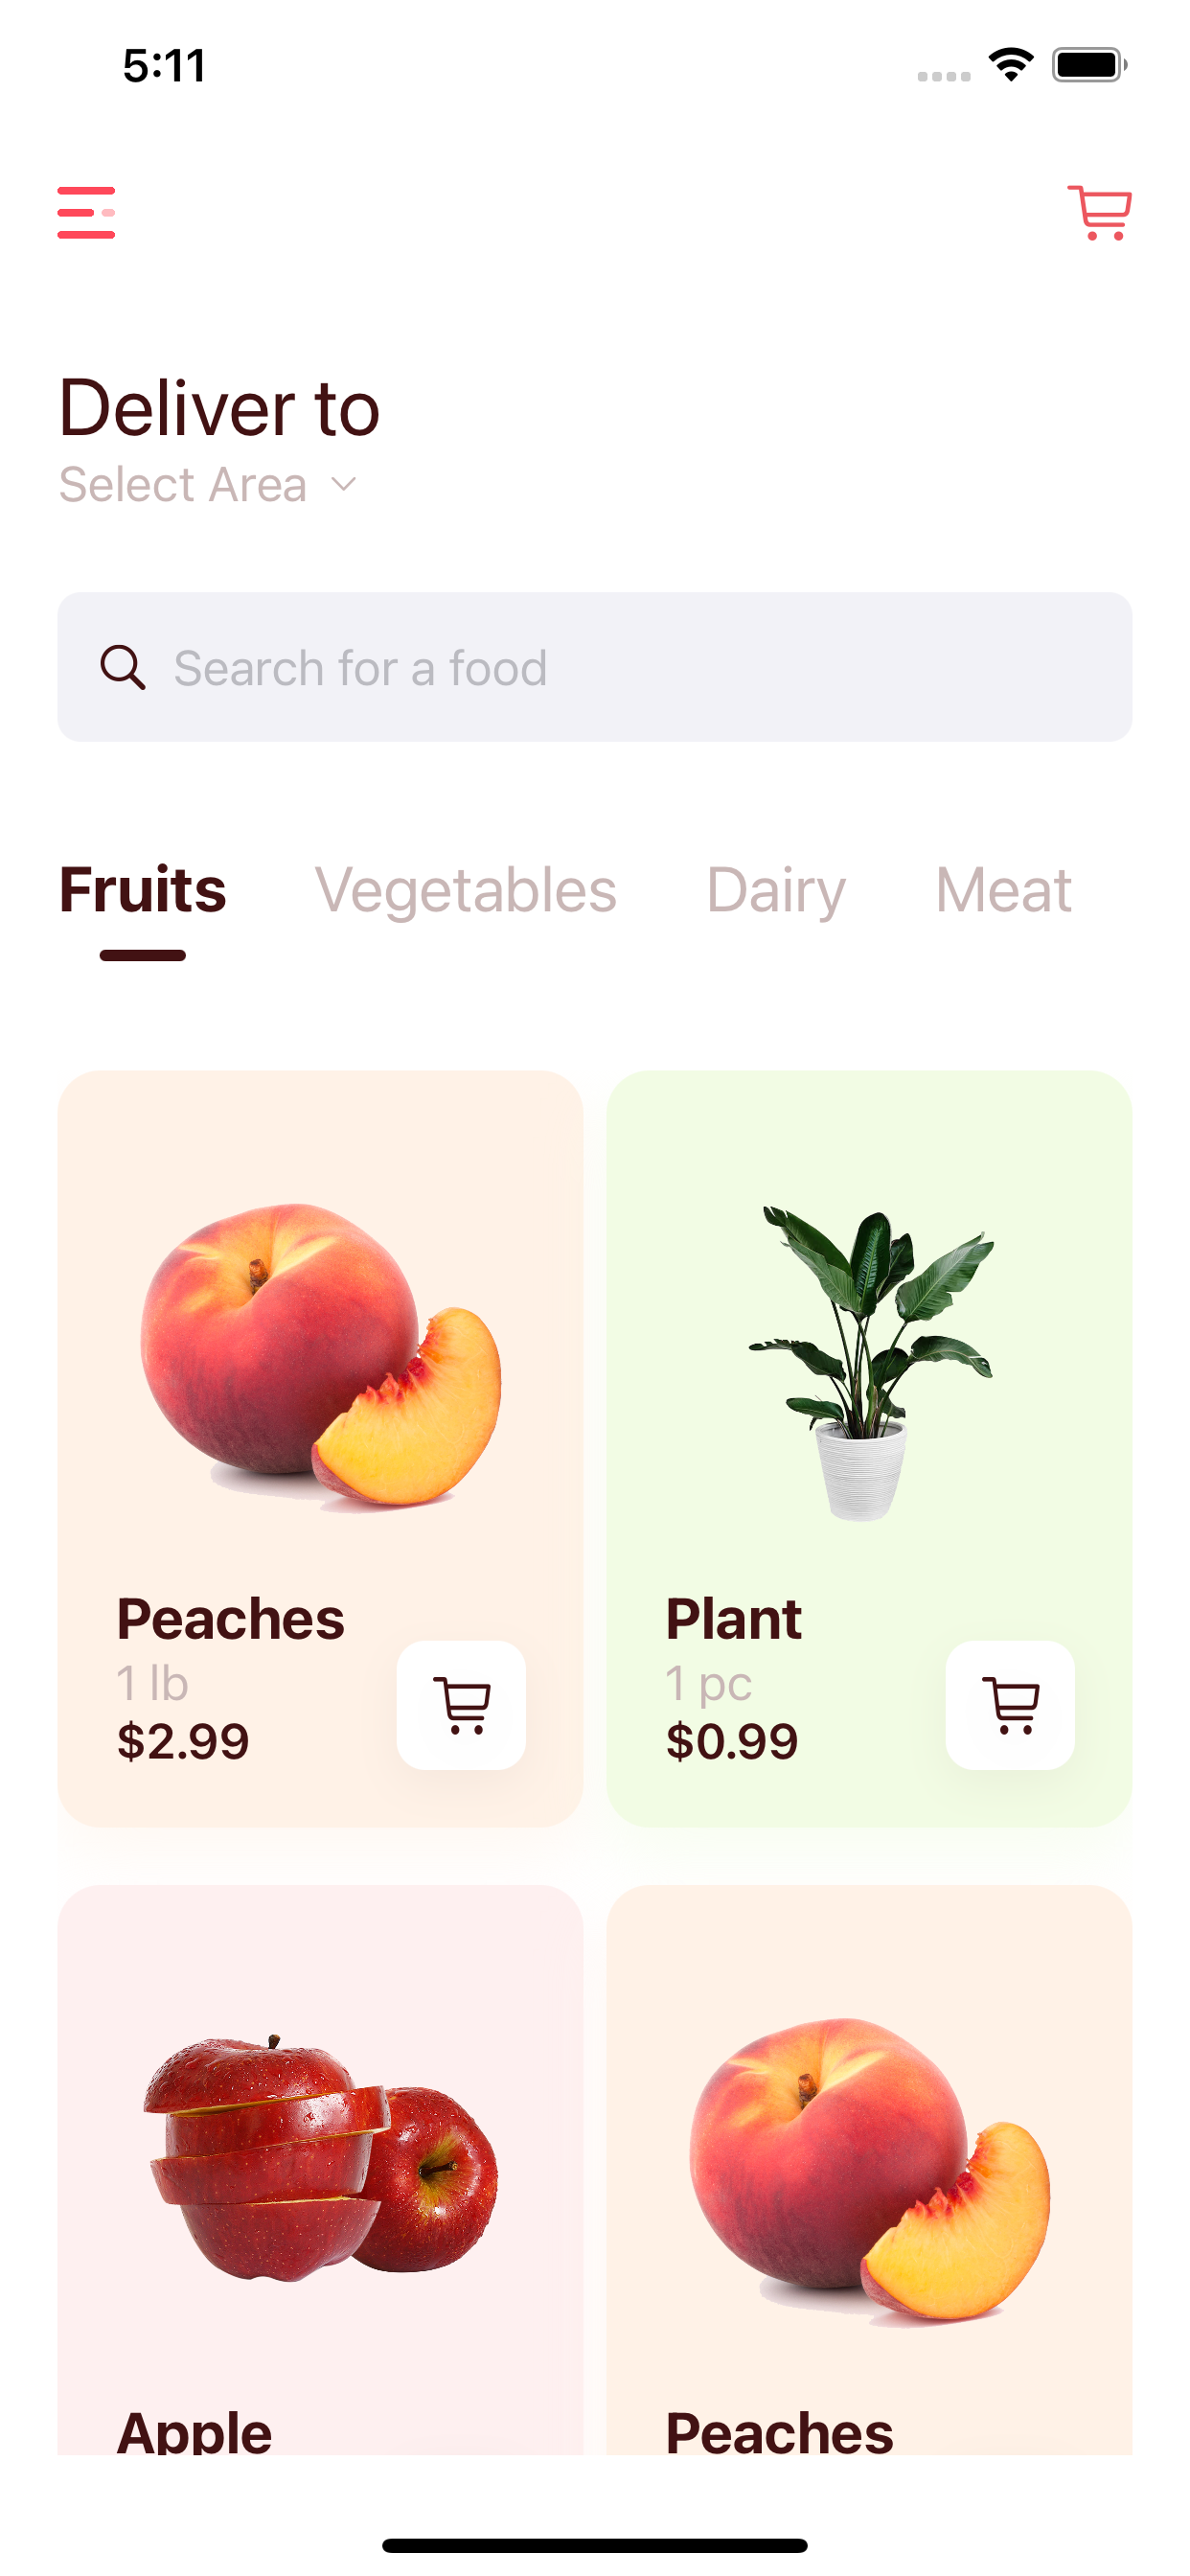 5:11
Deliver to
Select Area
Search for a food
Fruits Vegetables Dairy Meat
Peaches
1 lb
$2.99
Plant
1 pc
$0.99
Apple
Peaches